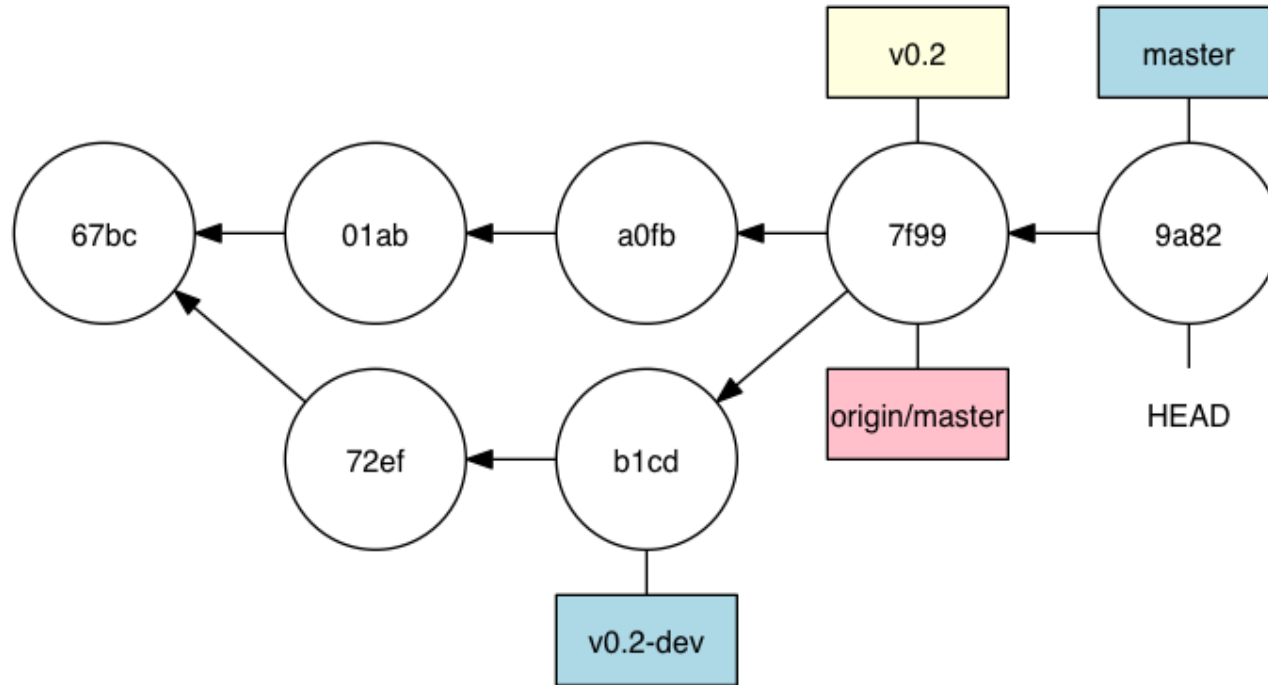 v0.2
master
67bc
01ab
a0fb
7f99
9a82
origin/master
HEAD
72ef
b1cd
v0.2-dev